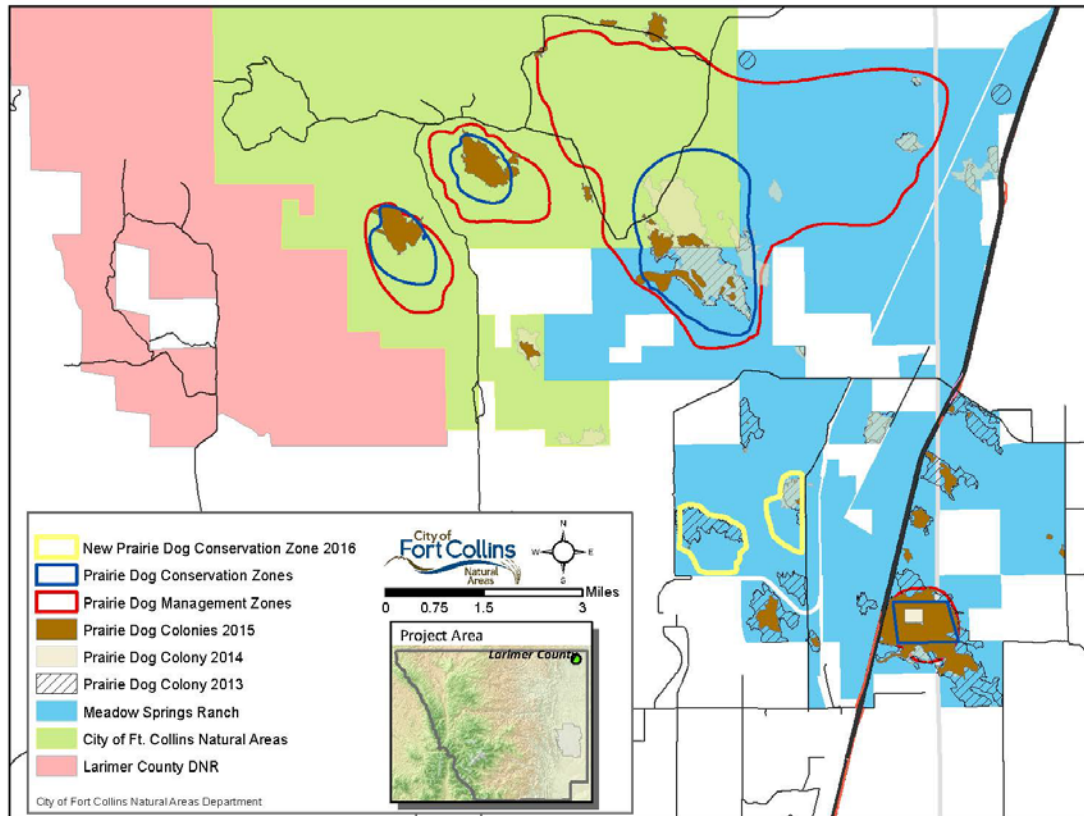 New Prairie Dog Conservation Zone 2016
Prairie Dog Conservation Zones
Prairie Dog Management Zones
Prairie Dog Colonies 2015
Prairie Dog Colony 2014
Prairie Dog Colony 2013
Meadow Springs Ranch
City of Ft. Collins Natural Areas
Larimer County DNR
City of Fort Collins Natural Areas Department
City of
Fort Collins
Natural
Areas
N
W E
S
Miles
0 0.75 1.5 3
Project Area
Larimer County